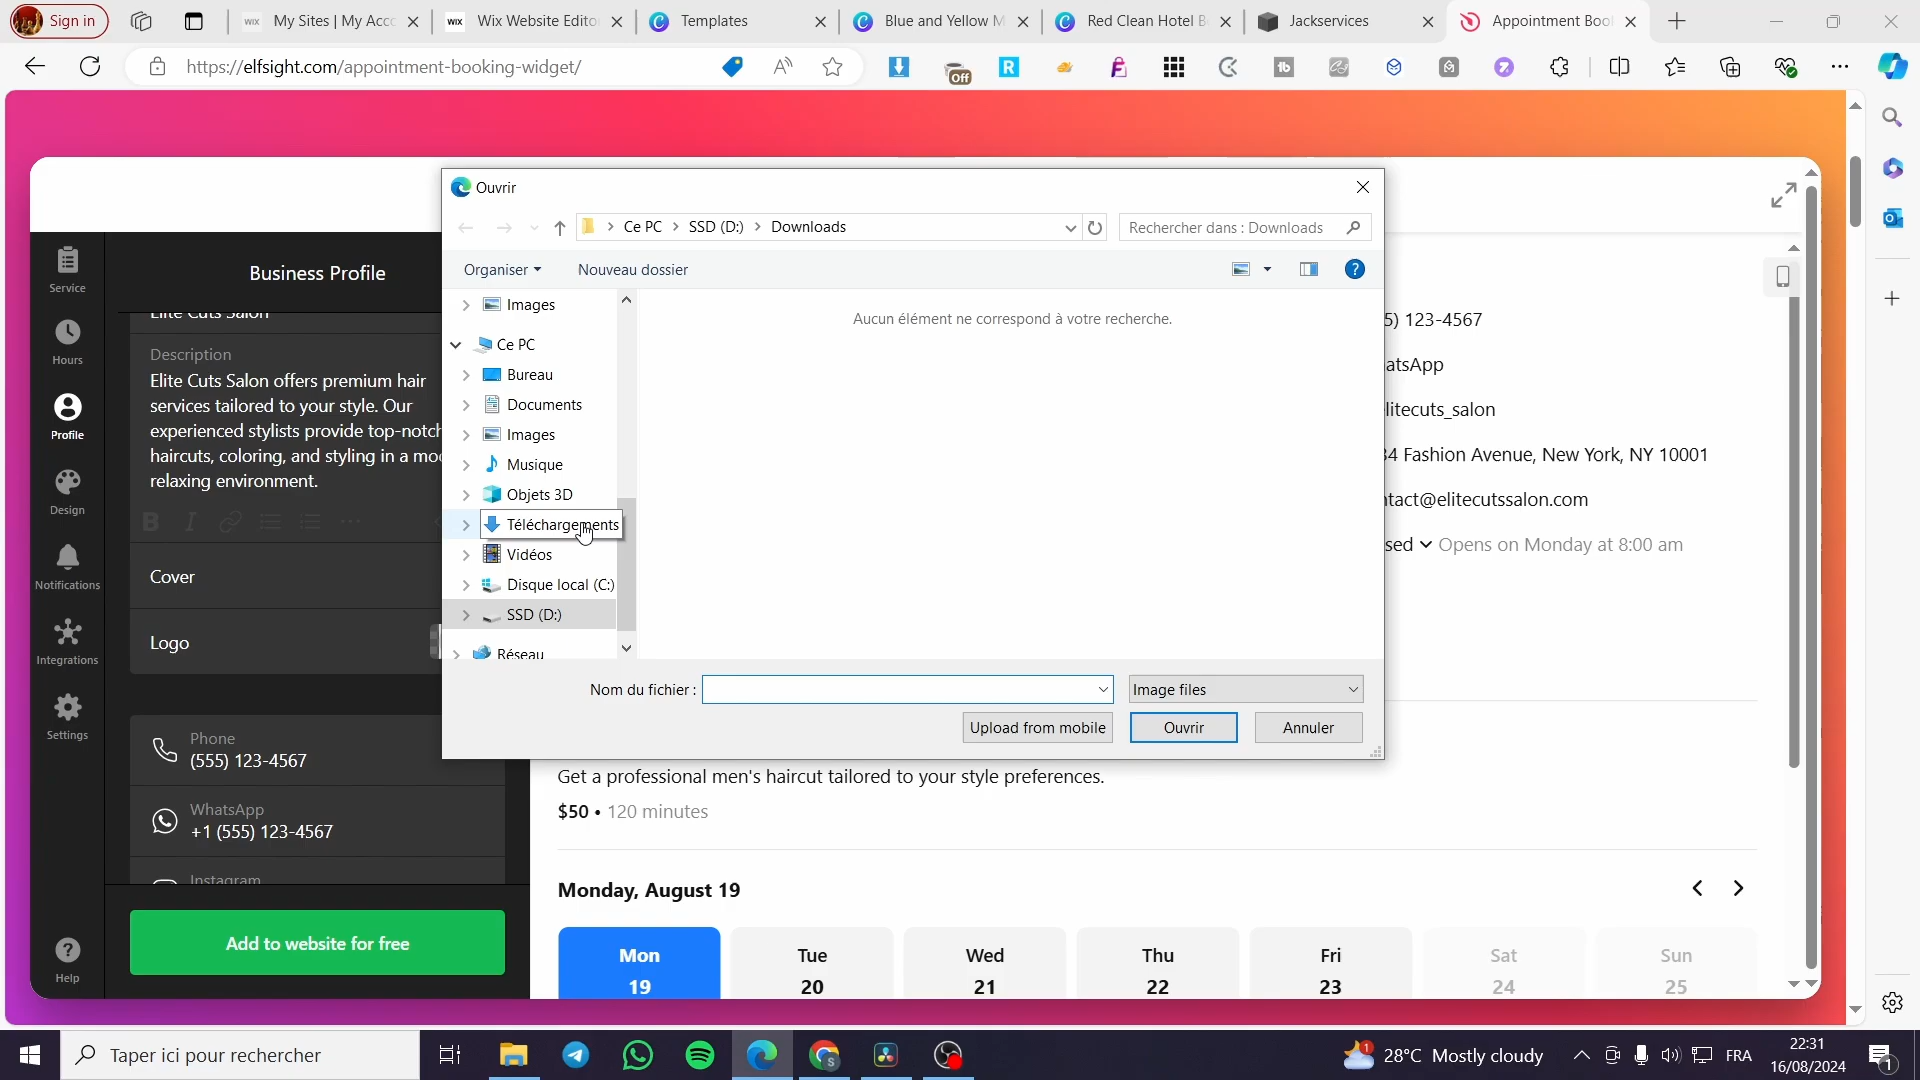 Sign in
My Sites | My Acc
Wix Website Edito
Templates
Blue and Yellow M
Red Clean Hotel B
Jackservices
Appointment Boo
https://elfsight.com/appointment-booking-widget/
Off
Ouvrir
Ce PC
SSD (D:)
Downloads
Rechercher dans : Downloads
Organiser
Nouveau dossier
Images
Ce PC
Bureau
Documents
Images
Musique
Objets 3D
Téléchargements
Vidéos
Disque local (C:)
SSD (D:)
Réseau
Aucun élément ne correspond à votre recherche.
Nom du fichier :
Image files
Upload from mobile
Ouvrir
Annuler
Service
Hours
Profile
Design
Notifications
Integrations
Settings
Help
Business Profile
Elite Cuts Salon
Description
Elite Cuts Salon offers premium hair
services tailored to your style. Our
experienced stylists provide top-notch
haircuts, coloring, and styling in a mo
relaxing environment.
Cover
Logo
Phone
(555) 123-4567
WhatsApp
+1 (555) 123-4567
Instagram
Add to website for free
5) 123-4567
atsApp
litecuts_salon
34 Fashion Avenue, New York, NY 10001
ntact@elitecutssalon.com
sed
Opens on Monday at 8:00 am
Get a professional men's haircut tailored to your style preferences.
$50 • 120 minutes
Monday, August 19
Mon
19
Tue
20
Wed
21
Thu
22
Fri
23
Sat
24
Sun
25
Taper ici pour rechercher
28°C Mostly cloudy
FRA
22:31
16/08/2024